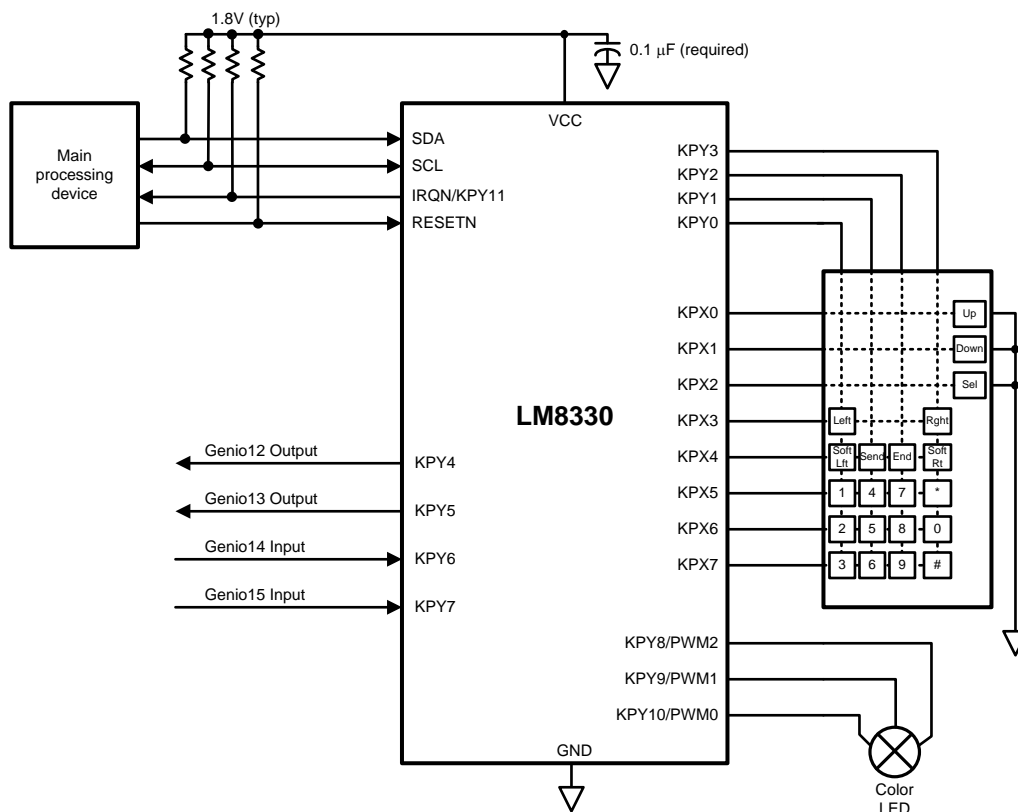 1.8V (typ)
0.1 μF (required)
Main
processing
device
VCC
SDA
SCL
IRQN/KPY11
RESETN
KPY3
KPY2
KPY1
KPY0
KPX0
KPX1
KPX2
KPX3
KPX4
KPX5
KPX6
KPX7
LM8330
Up
Down
Sel
Left
Rght
Soft
Lft
Send
End
Soft
Rt
1 4 7 *
2 5 8 0
3 6 9 #
Genio12 Output
KPY4
Genio13 Output
KPY5
Genio14 Input
KPY6
Genio15 Input
KPY7
KPY8/PWM2
KPY9/PWM1
KPY10/PWM0
GND
Color
LED